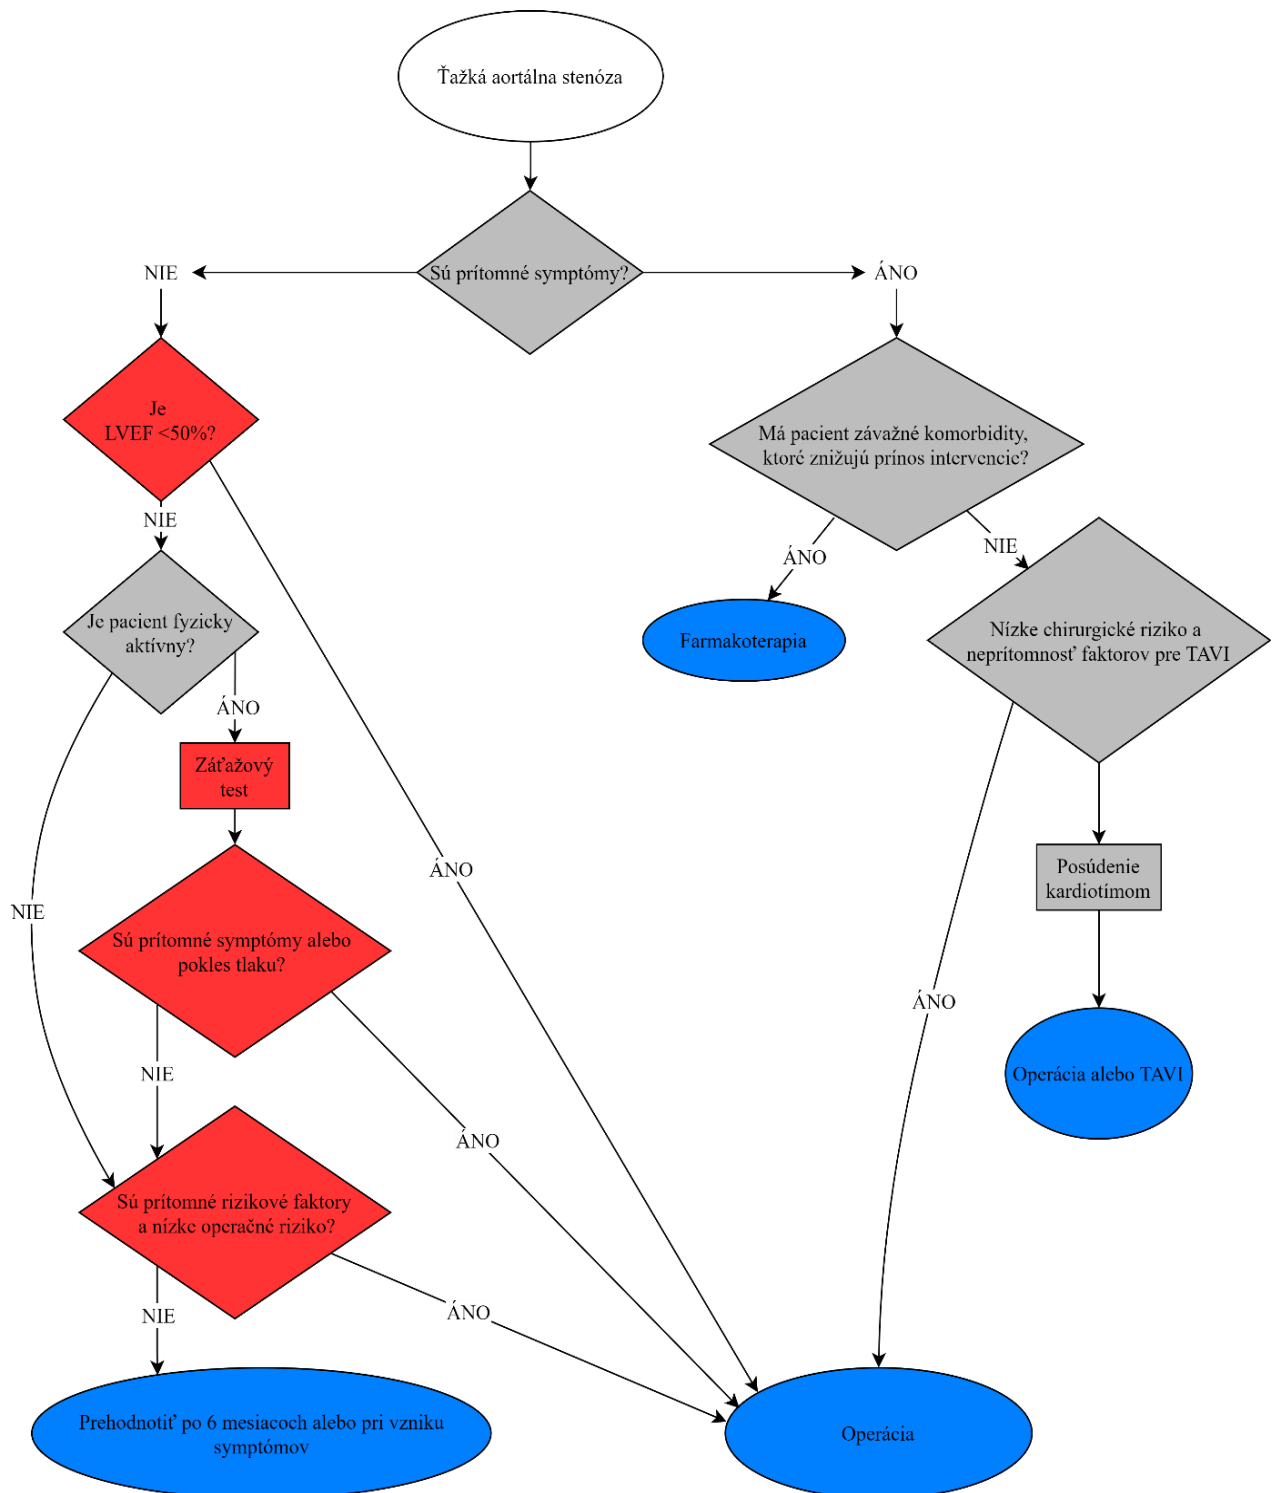 Ťažká aortálna stenóza
Sú prítomné symptómy?
NIE
ÁNO
Je
LVEF <50%?
Má pacient závažné komorbidity,
ktoré znižujú prínos intervencie?
NIE
ÁNO
NIE
Je pacient fyzicky
aktívny?
Farmakoterapia
Nízke chirurgické riziko a
neprítomnosť faktorov pre TAVI
ÁNO
Záťažový
test
ÁNO
Posúdenie
kardiotímom
NIE
Sú prítomné symptómy alebo
pokles tlaku?
ÁNO
NIE
Operácia alebo TAVI
ÁNO
Sú prítomné rizikové faktory
a nízke operačné riziko?
NIE
ÁNO
Prehodnotiť po 6 mesiacoch alebo pri vzniku
symptómov
Operácia